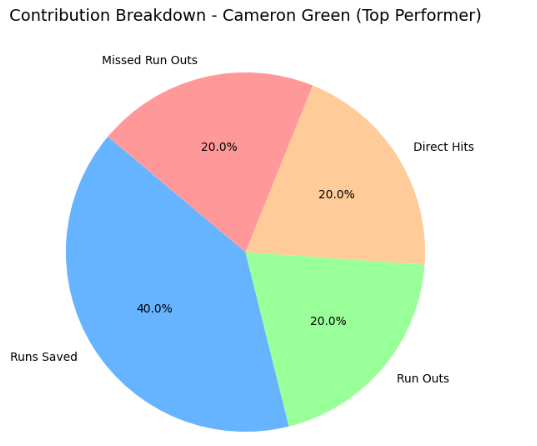 Contribution Breakdown - Cameron Green (Top Performer)
Missed Run Outs
20.0%
Direct Hits
20.0%
40.0%
20.0%
Runs Saved
Run Outs